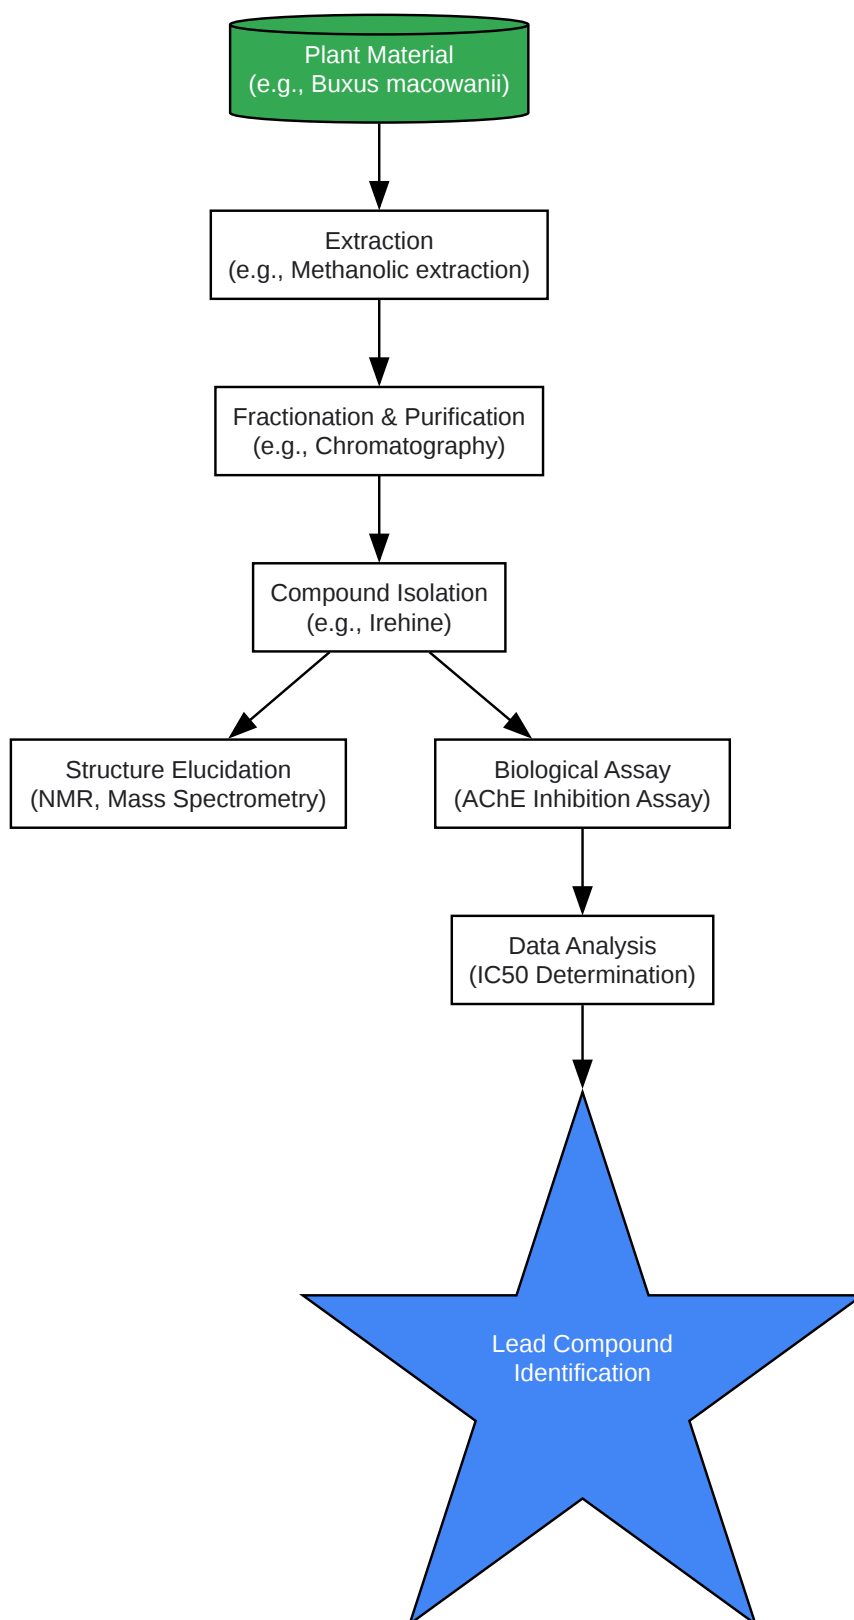 Plant Material
(e.g., Buxus macowanii)
Extraction
(e.g., Methanolic extraction)
Fractionation & Purification
(e.g., Chromatography)
Compound Isolation
(e.g., Irehine)
Structure Elucidation
(NMR, Mass Spectrometry)
Biological Assay
(AChE Inhibition Assay)
Data Analysis
(IC50 Determination)
Lead Compound
Identification